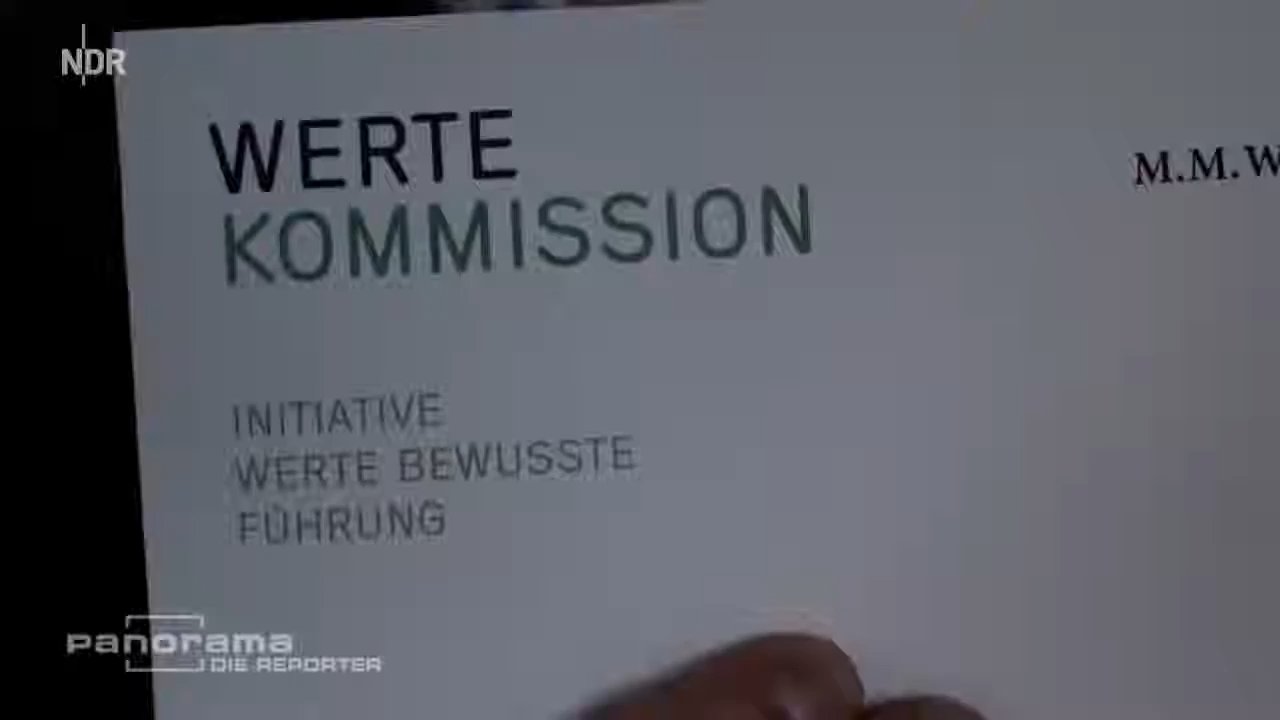 NDR
WERTE
KOMMISSION
M.M.W
INITIATIVE
WERTE BEWUSSTE
FÜHRUNG
panorama
DIE REPORTER